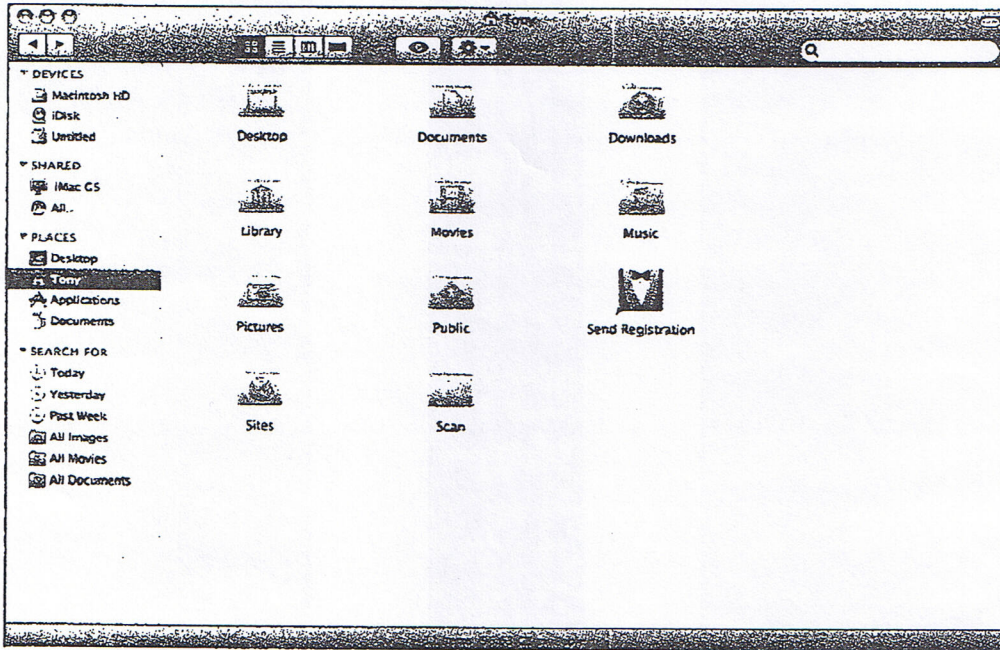 Tony
DEVICES
Macintosh HD
iDisk
Untitled
SHARED
iMac G5
All..
PLACES
Desktop
Tony
Applications
Documents
SEARCH FOR
Today
Yesterday
Past Week
All Images
All Movies
All Documents
Desktop
Documents
Downloads
Library
Movies
Music
Pictures
Public
Send Registration
Sites
Scan